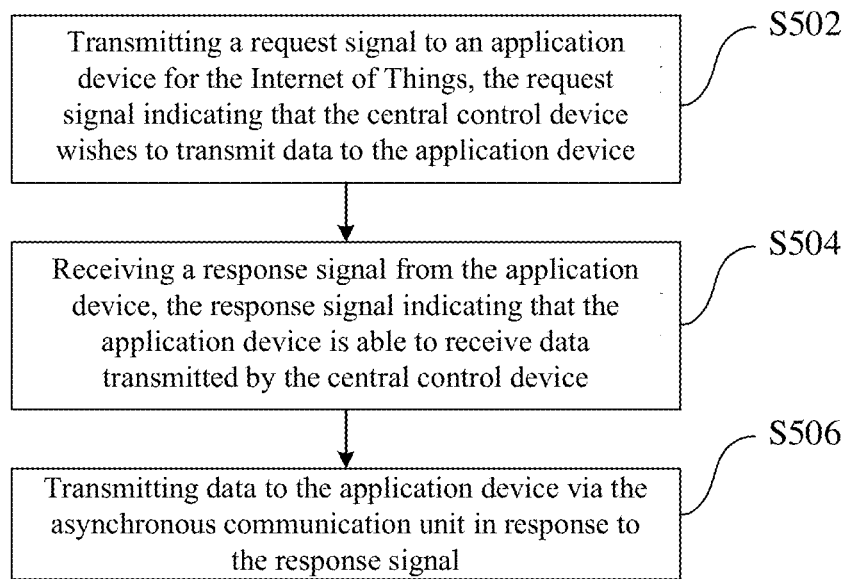 Transmitting a request signal to an application
device for the Internet of Things, the request
signal indicating that the central control device
wishes to transmit data to the application device
S502
Receiving a response signal from the application
device, the response signal indicating that the
application device is able to receive data
transmitted by the central control device
S504
Transmitting data to the application device via the
asynchronous communication unit in response to
the response signal
S506